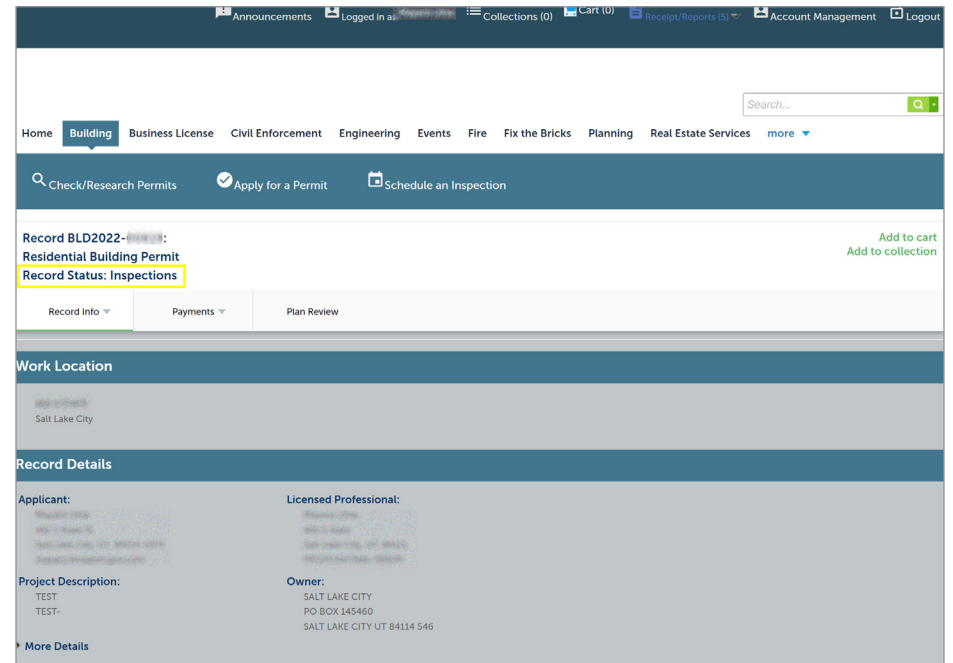 Announcements Logged in as Collections (0) Cart (0) Receipt/Reports (5) Account Management Logout
Search...
Home Building Business License Civil Enforcement Engineering Events Fire Fix the Bricks Planning Real Estate Services more
Check/Research Permits Apply for a Permit Schedule an Inspection
Record BLD2022- :
Residential Building Permit
Record Status: Inspections
Add to cart
Add to collection
Record Info Payments Plan Review
Work Location
Salt Lake City
Record Details
Applicant:
Licensed Professional:
Project Description:
TEST
TEST-
Owner:
SALT LAKE CITY
PO BOX 145460
SALT LAKE CITY UT 84114 546
More Details